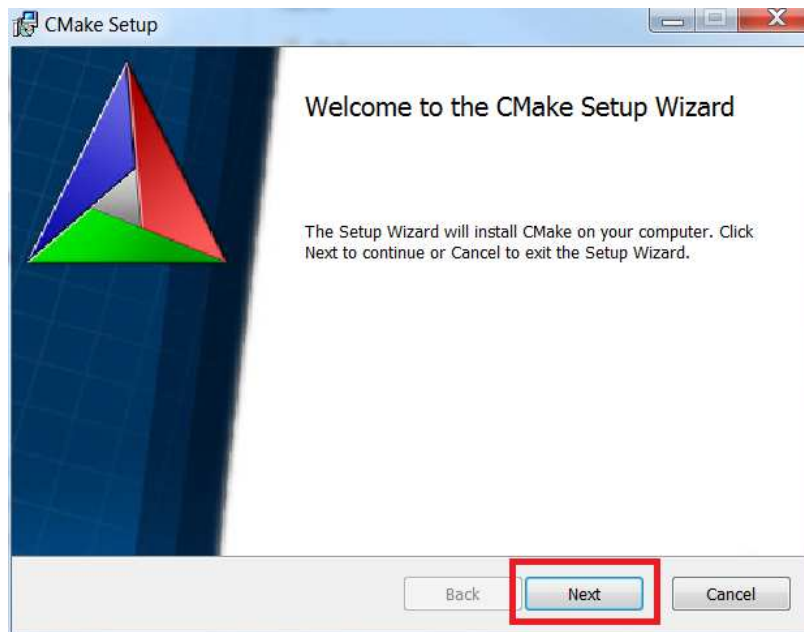 CMake Setup
Welcome to the CMake Setup Wizard
The Setup Wizard will install CMake on your computer. Click
Next to continue or Cancel to exit the Setup Wizard.
Back Next Cancel